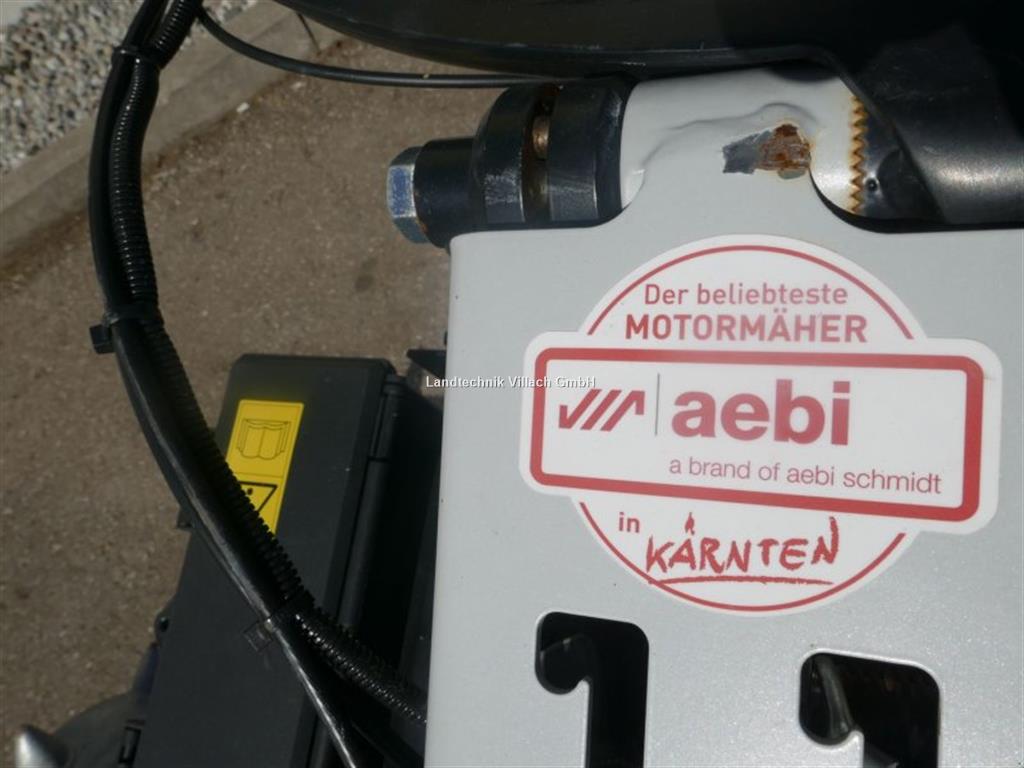 Der beliebteste
MOTORMÄHER
aebi
a brand of aebi schmidt
in
KÄRNTEN
Landtechnik Villach GmbH